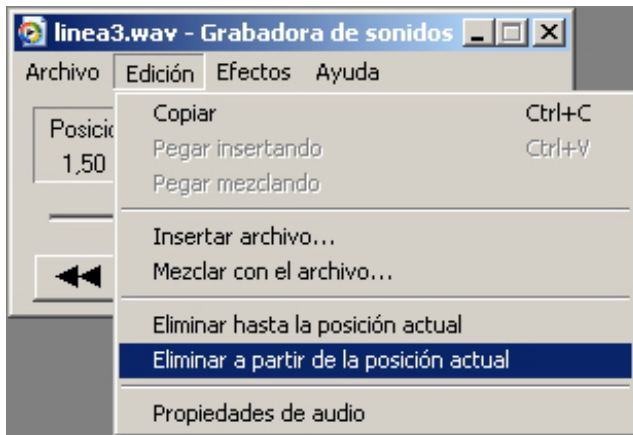 linea3.wav - Grabadora de sonidos
Archivo Edición Efectos Ayuda
Posició
1,50
Copiar Ctrl+C
Pegar insertando Ctrl+V
Pegar mezclando
Insertar archivo...
Mezclar con el archivo...
Eliminar hasta la posición actual
Eliminar a partir de la posición actual
Propiedades de audio